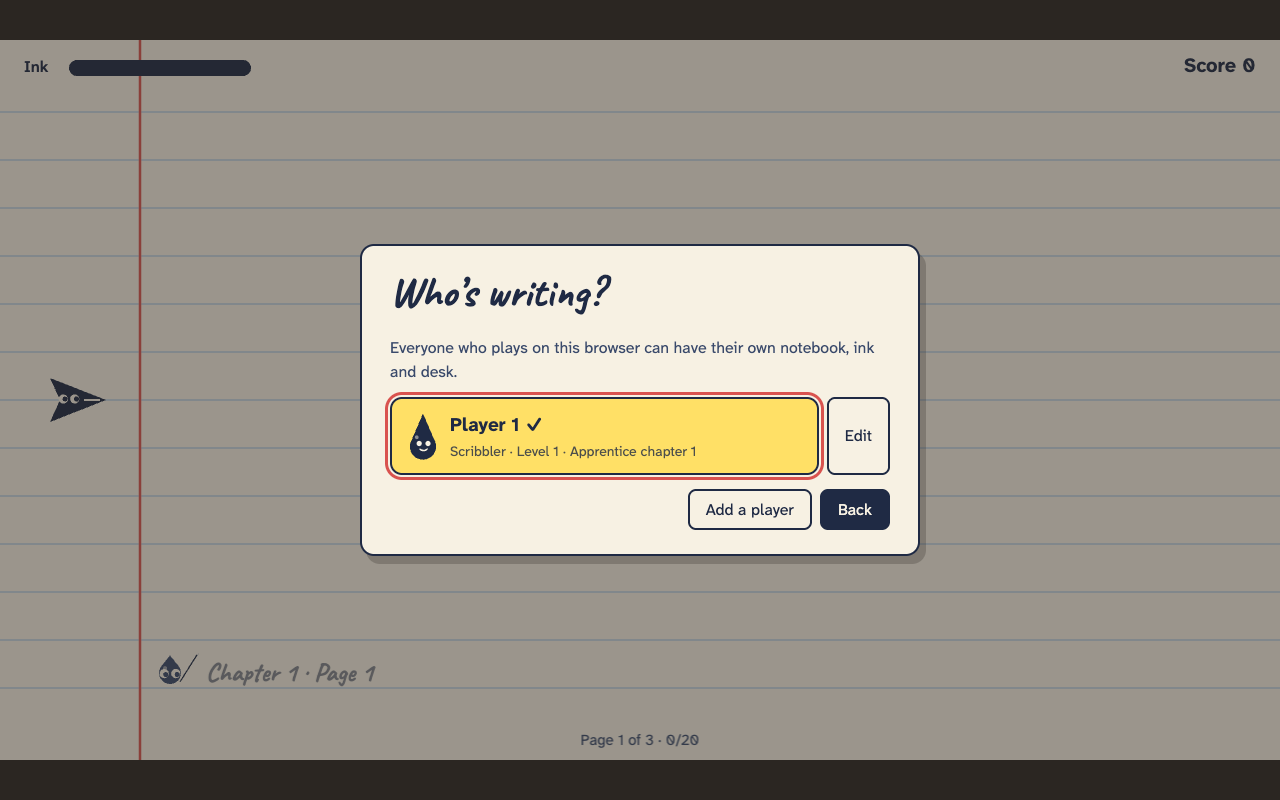 Ink
Score 0
Who's writing?
Everyone who plays on this browser can have their own notebook, ink
and desk.
Player 1 ✓
Scribbler · Level 1 · Apprentice chapter 1
Edit
Add a player
Back
Chapter 1 · Page 1
Page 1 of 3 · 0/20